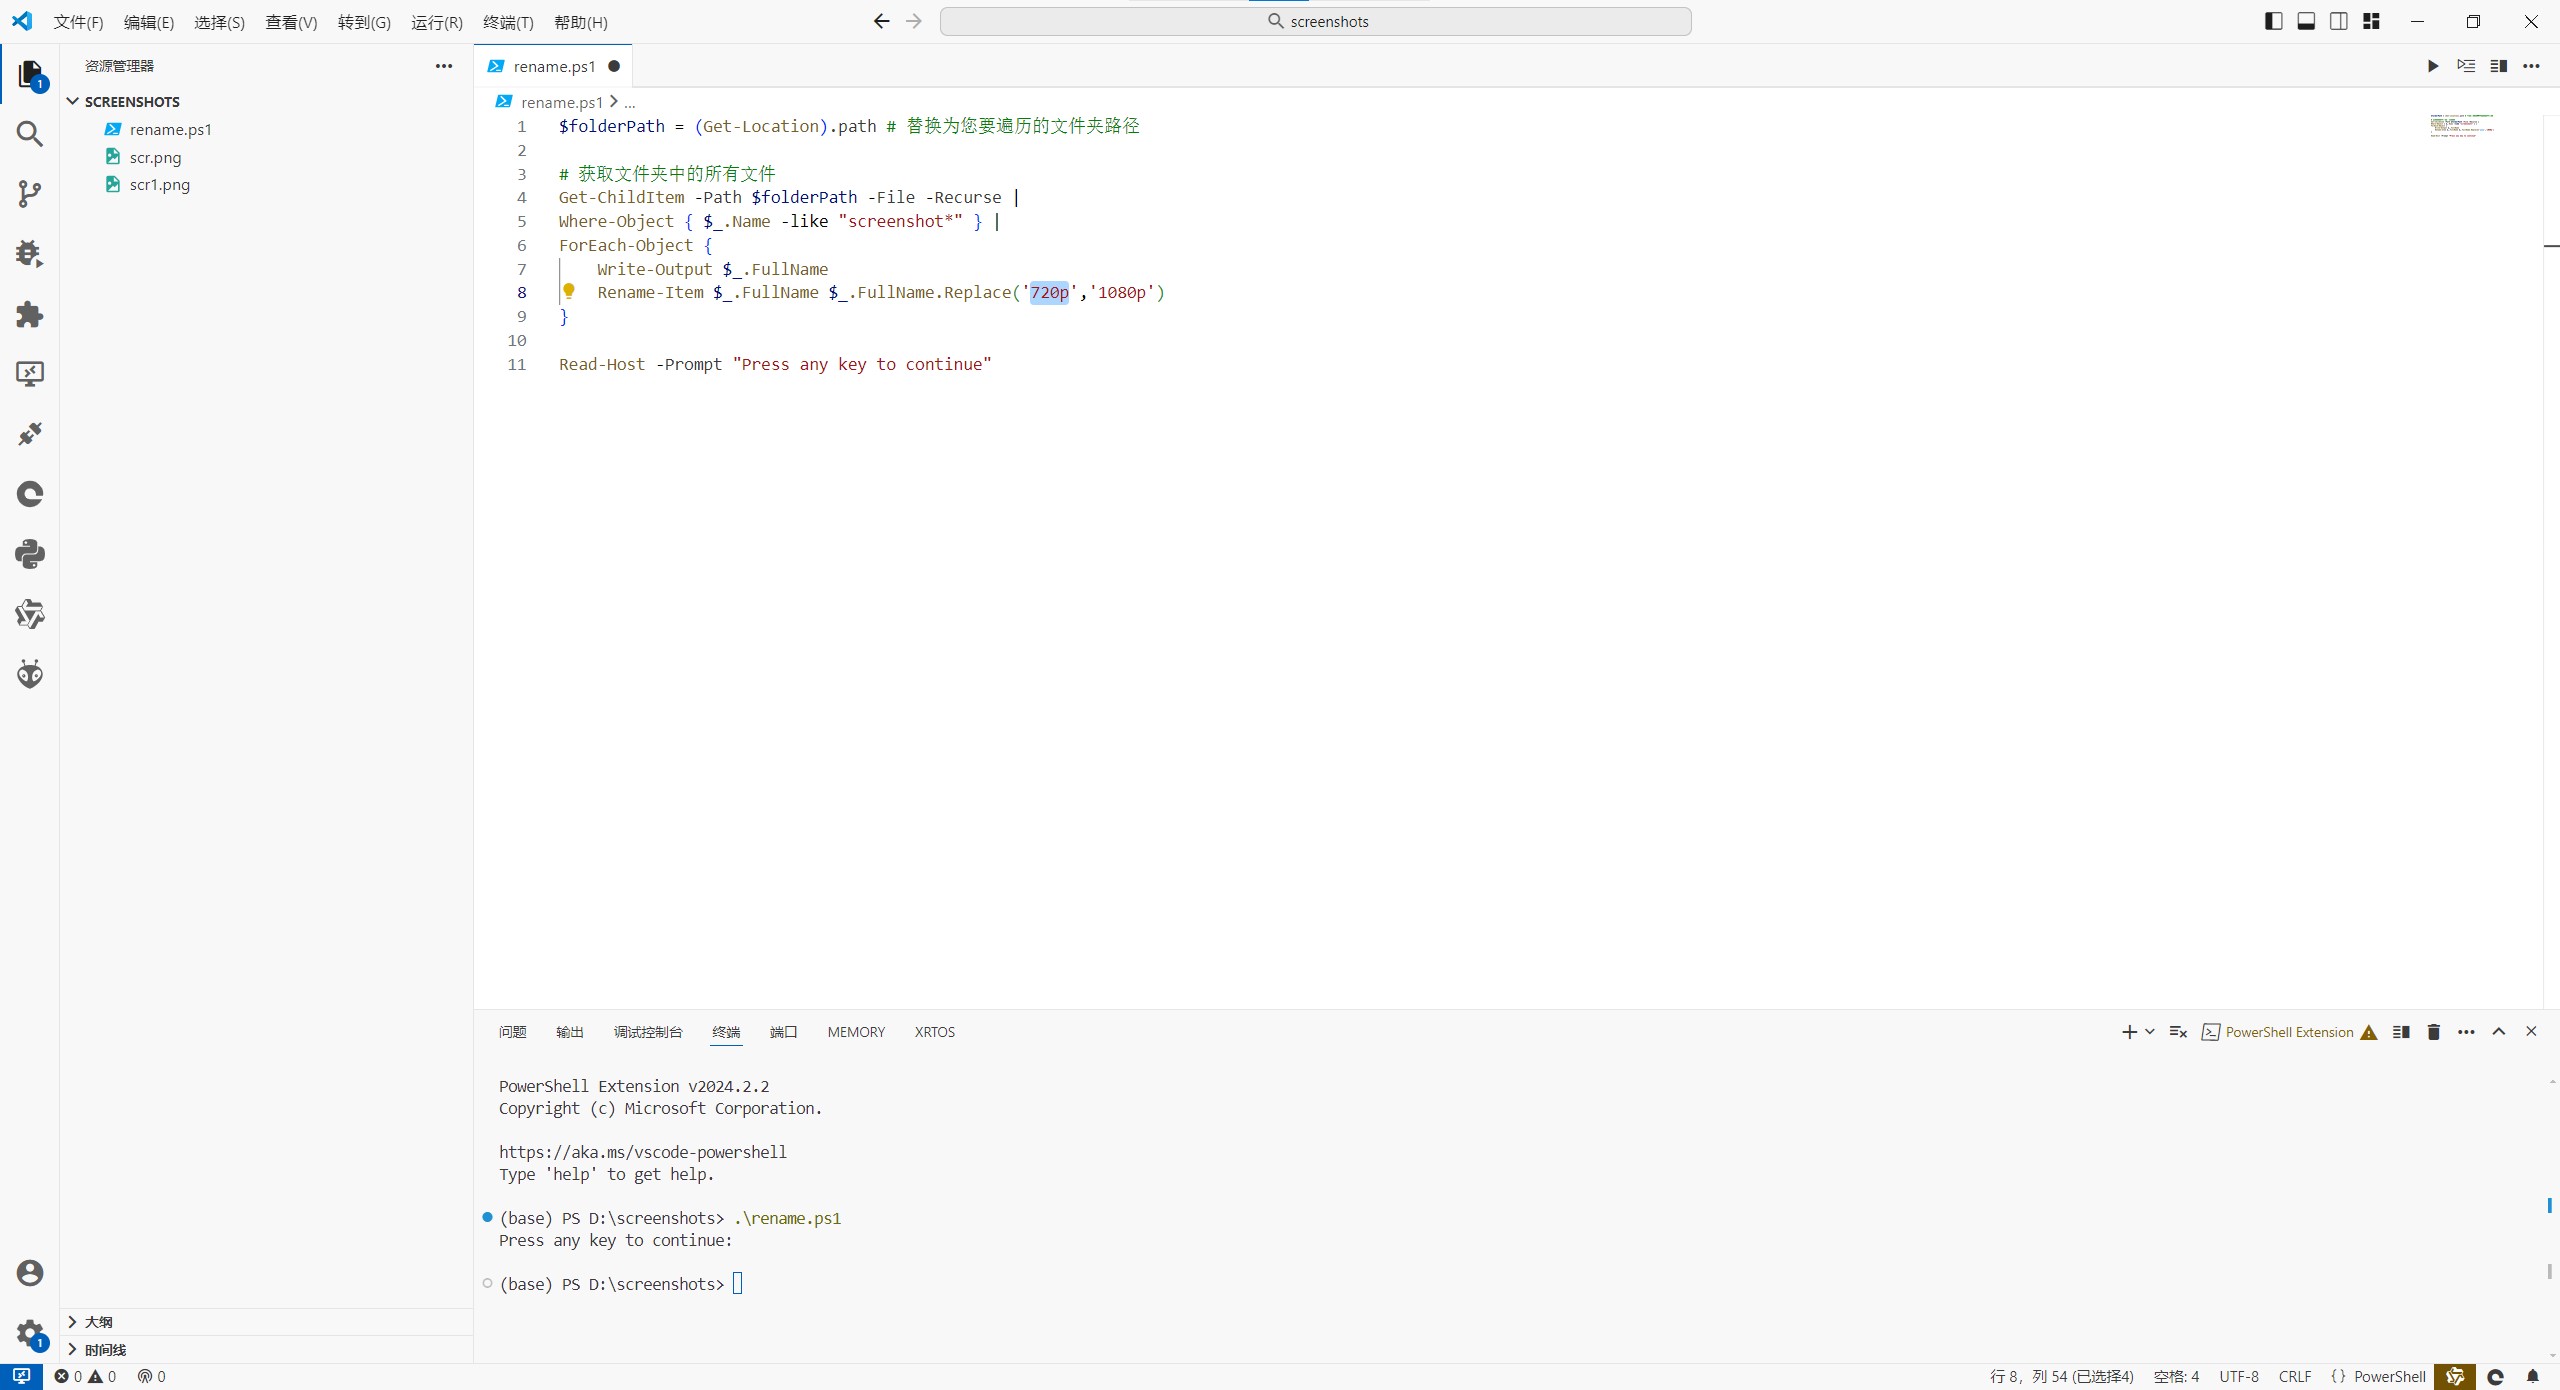 文件(F) 编辑(E) 选择(S) 查看(V) 转到(G) 运行(R) 终端(T) 帮助(H) screenshots
资源管理器
1
SCREENSHOTS
rename.ps1
scr.png
scr1.png
大纲
时间线
1
rename.ps1
rename.ps1 > ...
1 $folderPath = (Get-Location).path # 替换为您要遍历的文件夹路径
2
3 # 获取文件夹中的所有文件
4 Get-ChildItem -Path $folderPath -File -Recurse |
5 Where-Object { $_.Name -like "screenshot*" } |
6 ForEach-Object {
7 Write-Output $_.FullName
8 Rename-Item $_.FullName $_.FullName.Replace('720p','1080p')
9 }
10
11 Read-Host -Prompt "Press any key to continue"
问题 输出 调试控制台 终端 端口 MEMORY XRTOS PowerShell Extension
PowerShell Extension v2024.2.2
Copyright (c) Microsoft Corporation.
https://aka.ms/vscode-powershell
Type 'help' to get help.
(base) PS D:\screenshots> .\rename.ps1
Press any key to continue:
(base) PS D:\screenshots>
0 0 0 行 8，列 54 (已选择4) 空格: 4 UTF-8 CRLF {} PowerShell